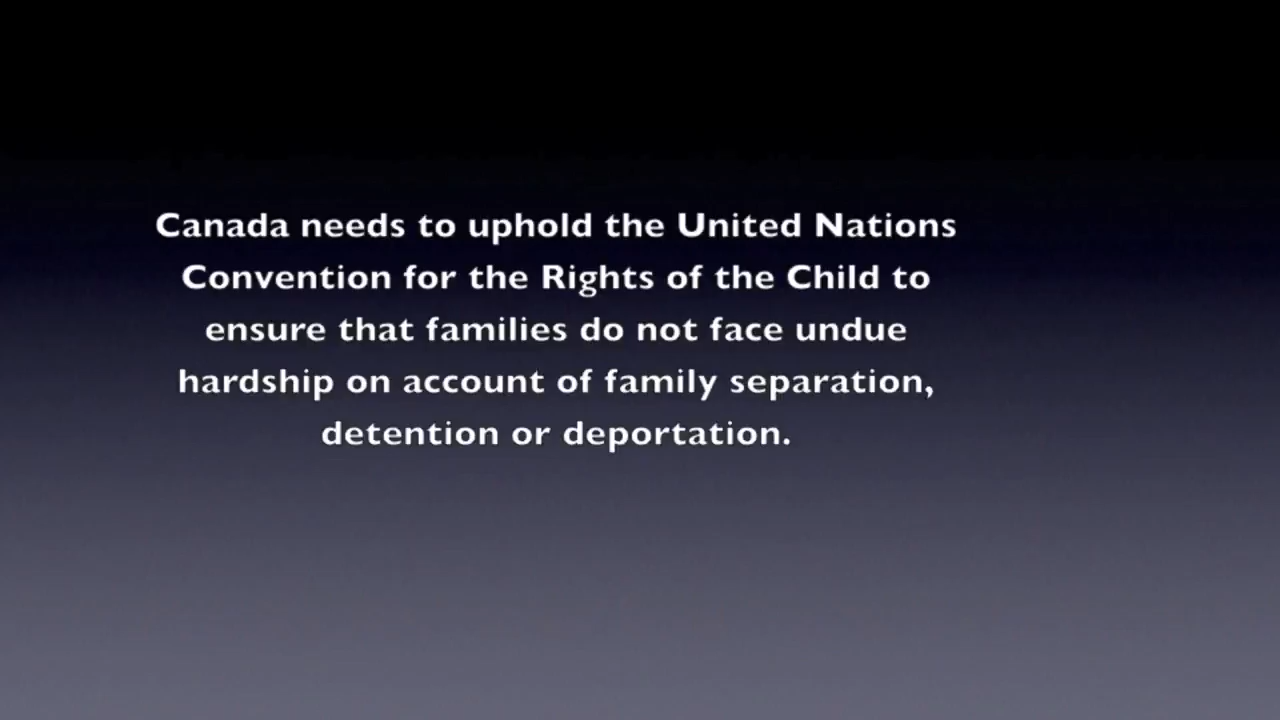 Canada needs to uphold the United Nations
Convention for the Rights of the Child to
ensure that families do not face undue
hardship on account of family separation,
detention or deportation.